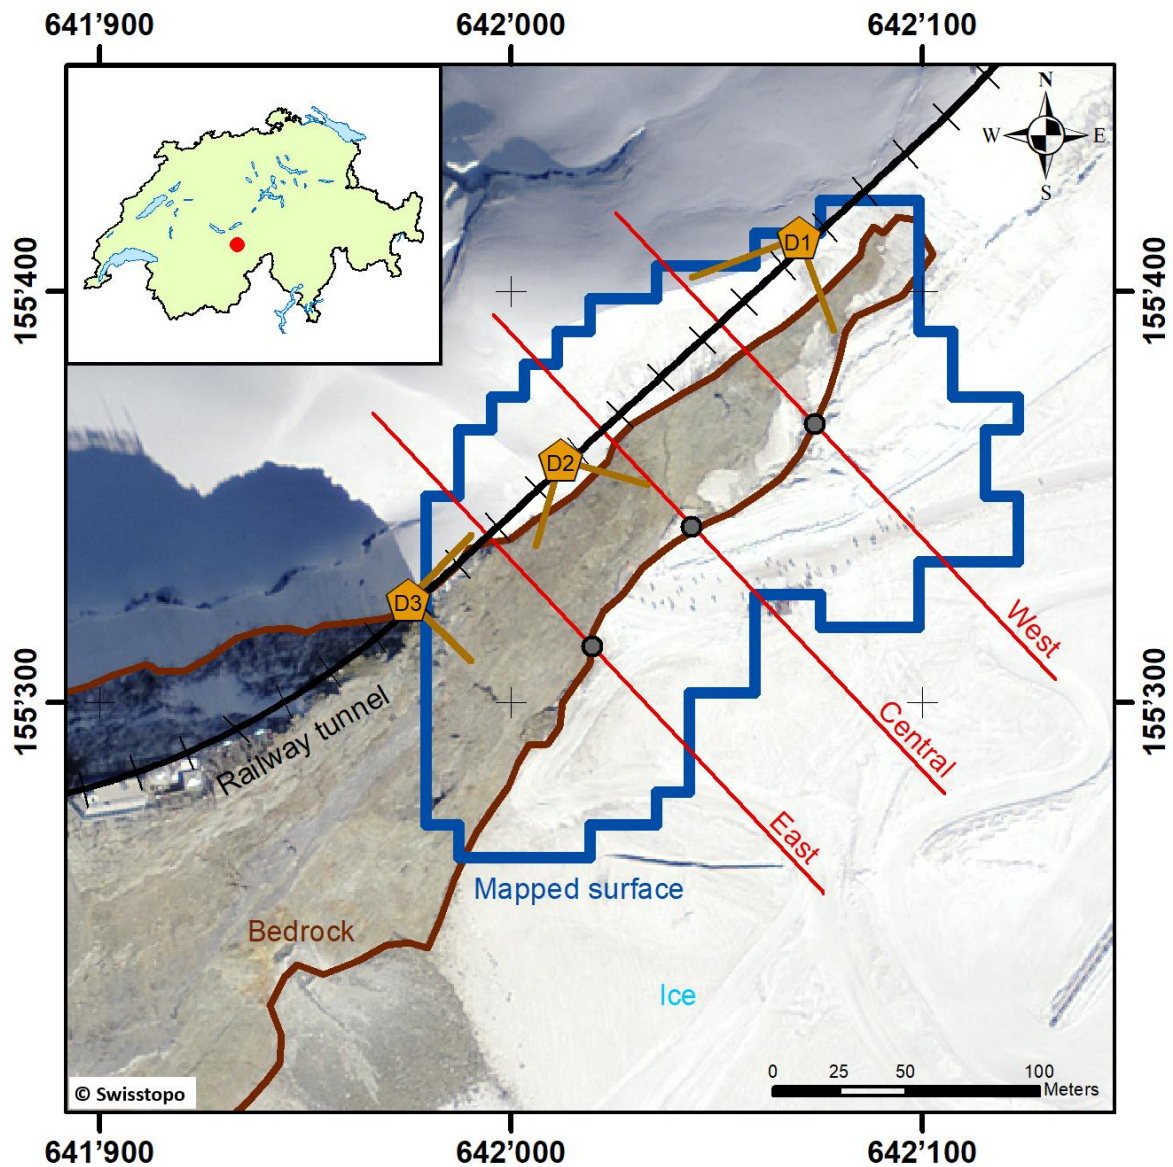 641'900 642'000 642'100
N
W E
S
D1
155'400 155'400
D2
D3
West
155'300 155'300
Railway tunnel
Central
East
Mapped surface
Bedrock
Ice
0 25 50 100
Meters
© Swisstopo
641'900 642'000 642'100